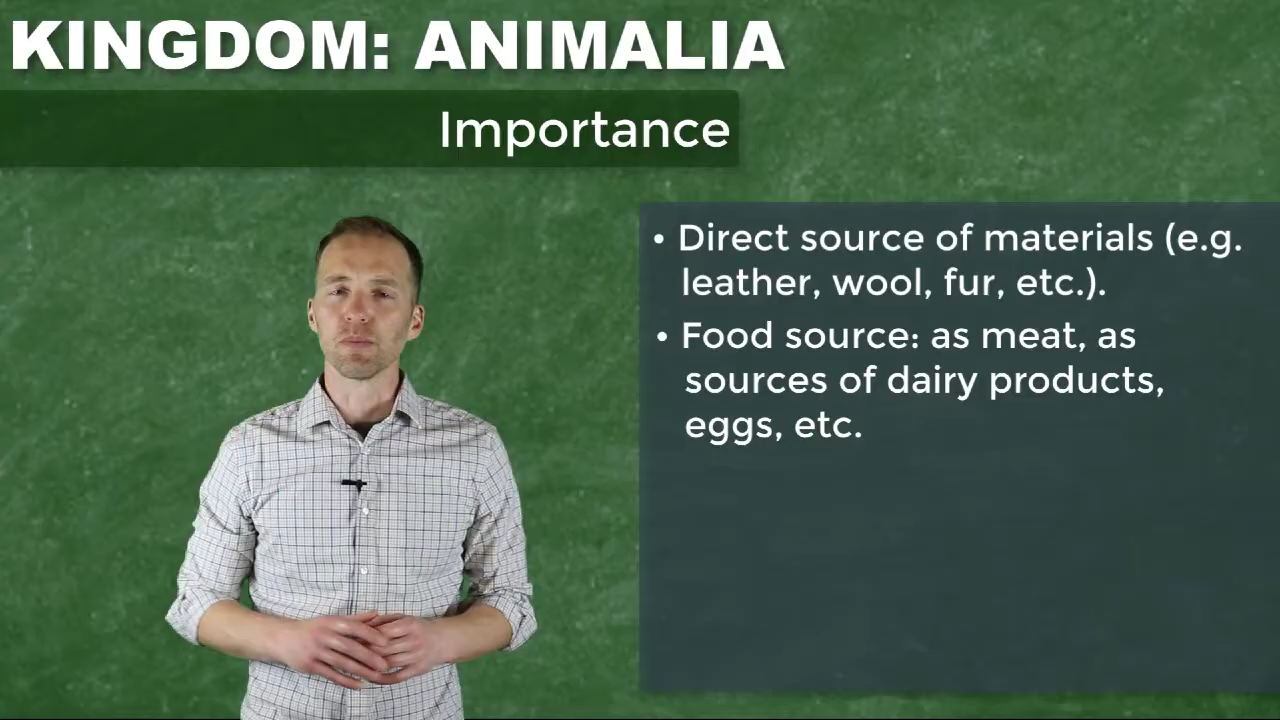 KINGDOM: ANIMALIA
Importance
• Direct source of materials (e.g.
leather, wool, fur, etc.).
• Food source: as meat, as
sources of dairy products,
eggs, etc.